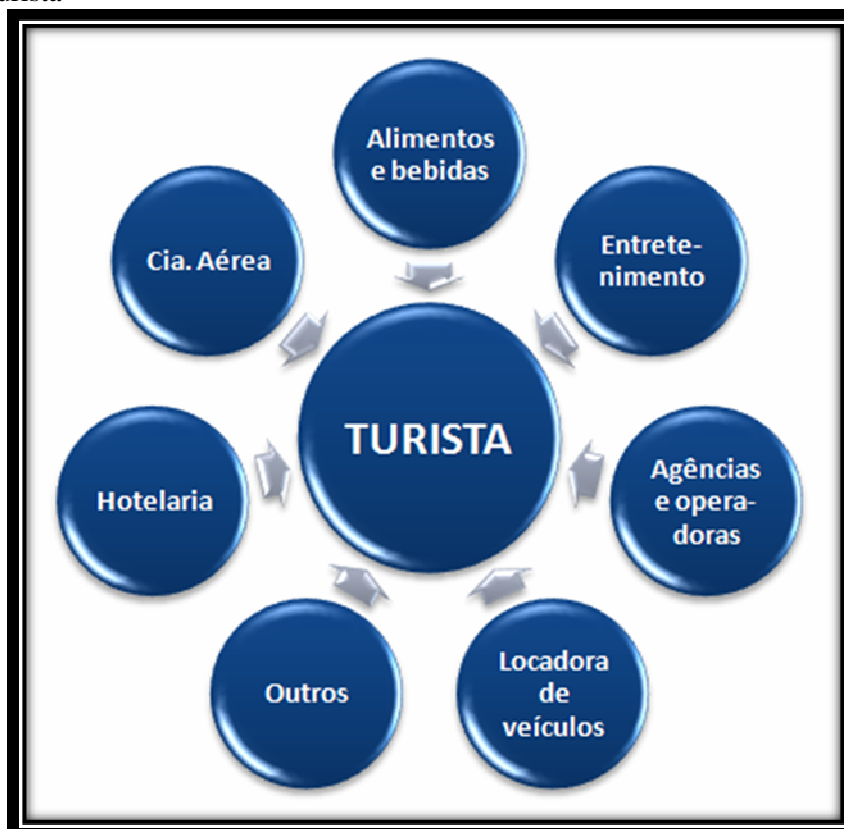 Alimentos
e bebidas
Entrete-
nimento
Cia. Aérea
TURISTA
Agências
e opera-
doras
Hotelaria
Locadora
de
veículos
Outros